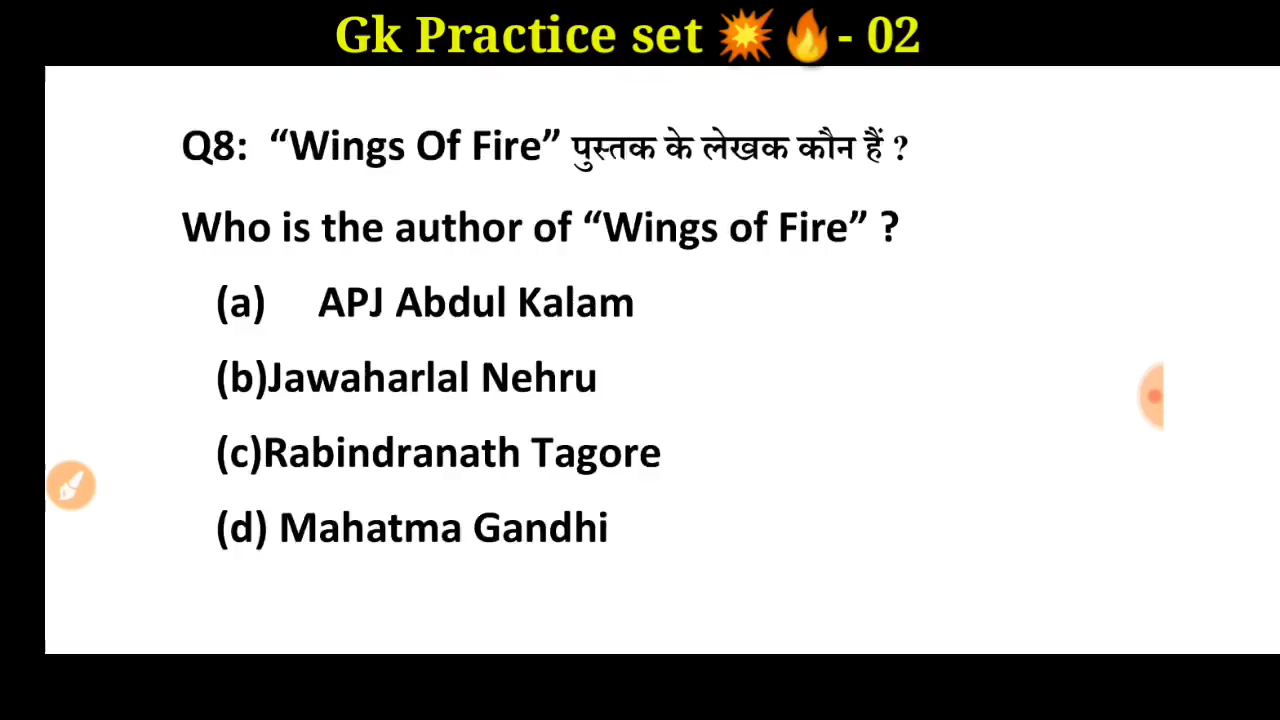 Gk Practice set 💥🔥- 02
Q8: “Wings Of Fire” पुस्तक के लेखक कौन हैं ?
Who is the author of “Wings of Fire” ?
(a) APJ Abdul Kalam
(b)Jawaharlal Nehru
(c)Rabindranath Tagore
(d) Mahatma Gandhi